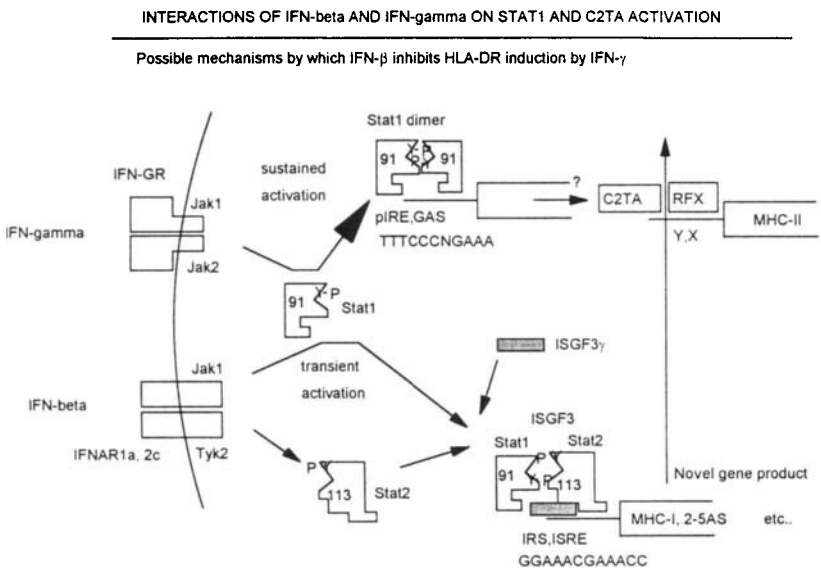 INTERACTIONS OF IFN-beta AND IFN-gamma ON STAT1 AND C2TA ACTIVATION
Possible mechanisms by which IFN-β inhibits HLA-DR induction by IFN-γ
Stat1 dimer
Y- P
P -Y
91
91
IFN-GR
sustained
activation
Jak1
?
C2TA
RFX
MHC-II
pIRE,GAS
Y,X
IFN-gamma
TTTCCCNGAAA
Jak2
Y- P
91
Stat1
ISGF3γ
Jak1
transient
activation
IFN-beta
ISGF3
Stat1
Stat2
IFNAR1a, 2c
Tyk2
P Y
P Y
91
Y P
113
Novel gene product
113
Stat2
MHC-I, 2-5AS
etc..
IRS,ISRE
GGAAACGAAACC